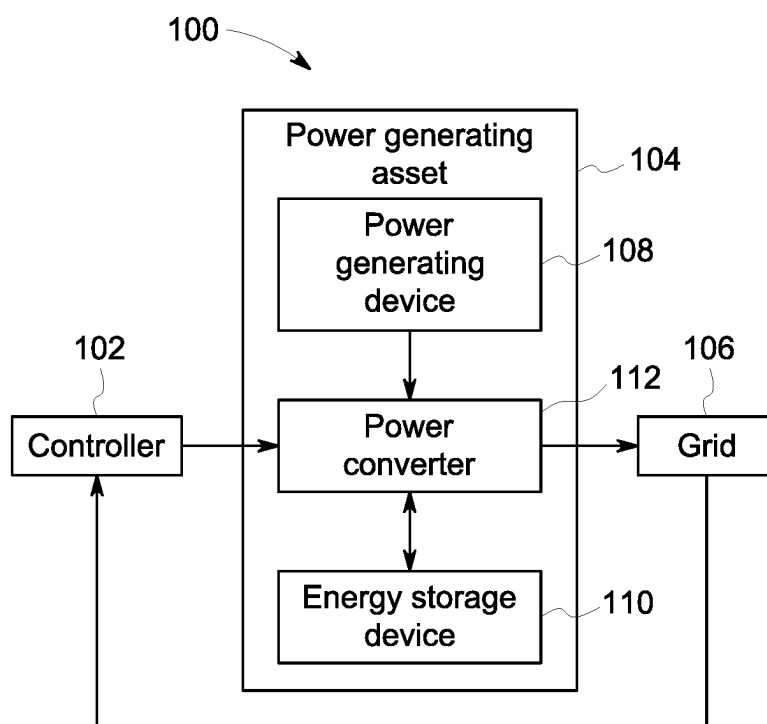 100
Power generating
asset
104
Power
generating
device
108
102
112
106
Controller
Power
converter
Grid
Energy storage
device
110